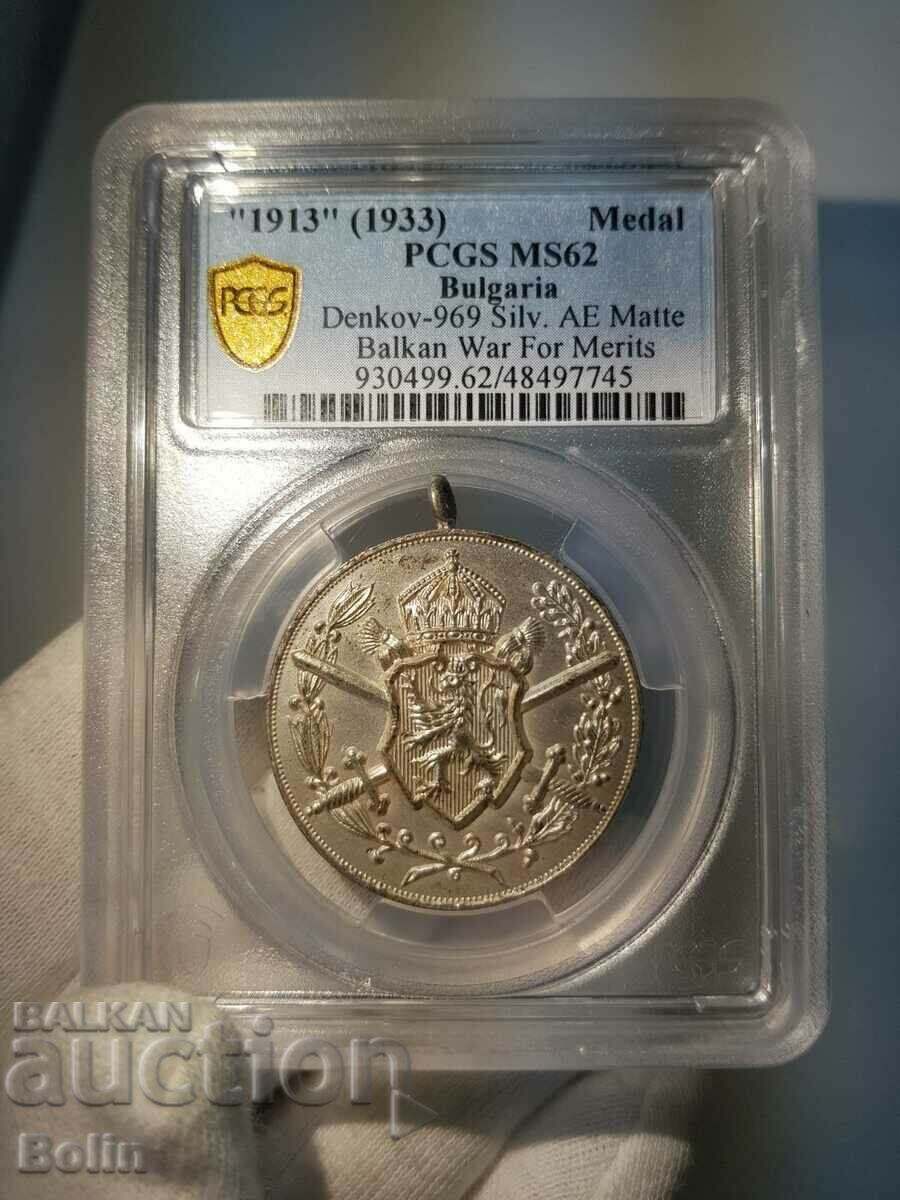 "1913" (1933) Medal
PCGS MS62
Bulgaria
Denkov-969 Silv. AE Matte
Balkan War For Merits
930499.62/48497745
PCGS
BALKAN
auction
Bolin